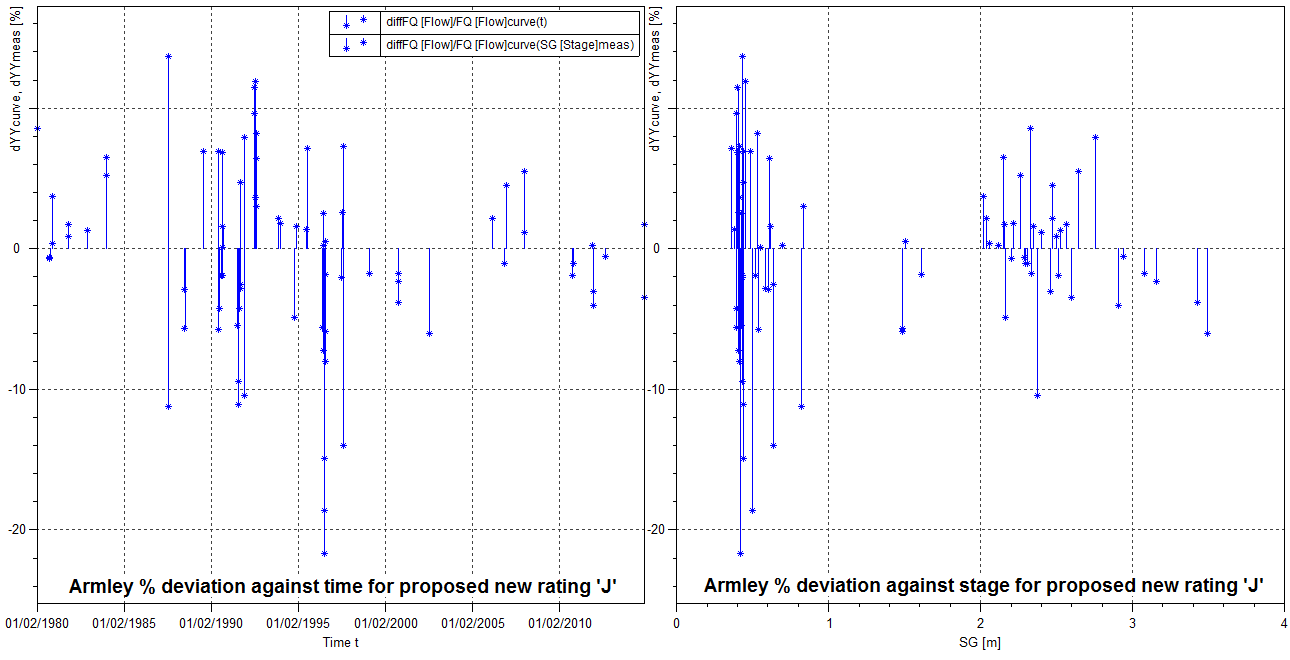 dYYcurve, dYYmeas [%]
diffFQ [Flow]/FQ [Flow]curve(t)
diffFQ [Flow]/FQ [Flow]curve(SG [Stage]meas)
0
-10
-20
Armley % deviation against time for proposed new rating 'J'
01/02/1980 01/02/1985 01/02/1990 01/02/1995 01/02/2000 01/02/2005 01/02/2010
Time t
dYYcurve, dYYmeas [%]
0
-10
-20
Armley % deviation against stage for proposed new rating 'J'
0 1 2 3 4
SG [m]